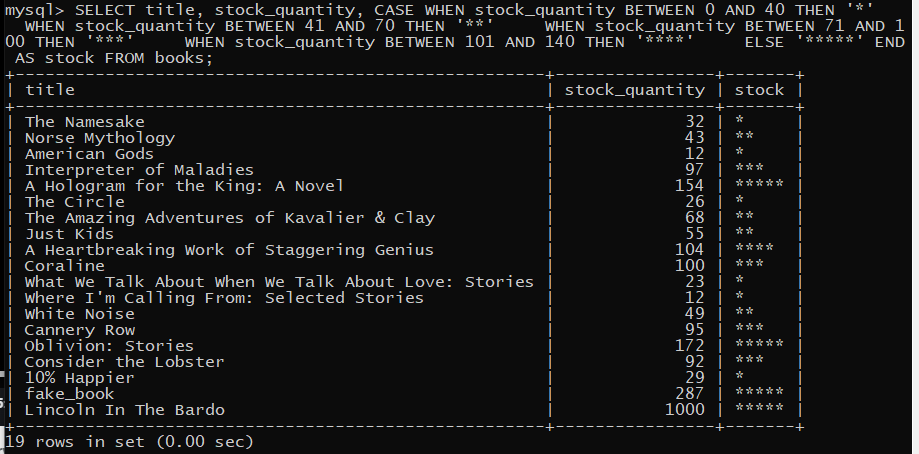 mysql> SELECT title, stock_quantity, CASE WHEN stock_quantity BETWEEN 0 AND 40 THEN '*'
  WHEN stock_quantity BETWEEN 41 AND 70 THEN '**'     WHEN stock_quantity BETWEEN 71 AND 1
00 THEN '***'     WHEN stock_quantity BETWEEN 101 AND 140 THEN '****'     ELSE '*****' END
 AS stock FROM books;
+-----------------------------------------------------+----------------+-------+
| title                                               | stock_quantity | stock |
+-----------------------------------------------------+----------------+-------+
| The Namesake                                        |             32 | *     |
| Norse Mythology                                     |             43 | **    |
| American Gods                                       |             12 | *     |
| Interpreter of Maladies                             |             97 | ***   |
| A Hologram for the King: A Novel                    |            154 | ***** |
| The Circle                                          |             26 | *     |
| The Amazing Adventures of Kavalier & Clay           |             68 | **    |
| Just Kids                                           |             55 | **    |
| A Heartbreaking Work of Staggering Genius           |            104 | ****  |
| Coraline                                            |            100 | ***   |
| What We Talk About When We Talk About Love: Stories |             23 | *     |
| Where I'm Calling From: Selected Stories            |             12 | *     |
| White Noise                                         |             49 | **    |
| Cannery Row                                         |             95 | ***   |
| Oblivion: Stories                                   |            172 | ***** |
| Consider the Lobster                                |             92 | ***   |
| 10% Happier                                         |             29 | *     |
| fake_book                                           |            287 | ***** |
| Lincoln In The Bardo                                |           1000 | ***** |
+-----------------------------------------------------+----------------+-------+
19 rows in set (0.00 sec)